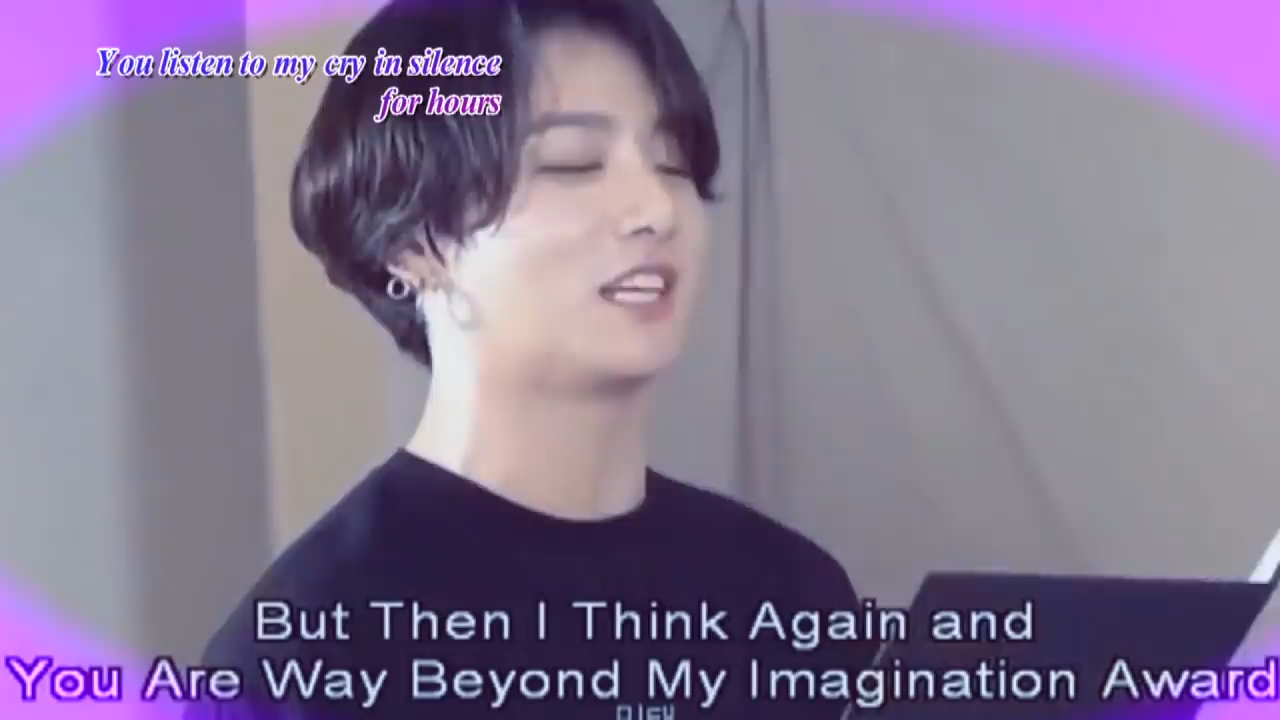 You listen to my cry in silence
for hours
But Then I Think Again and
You Are Way Beyond My Imagination Award